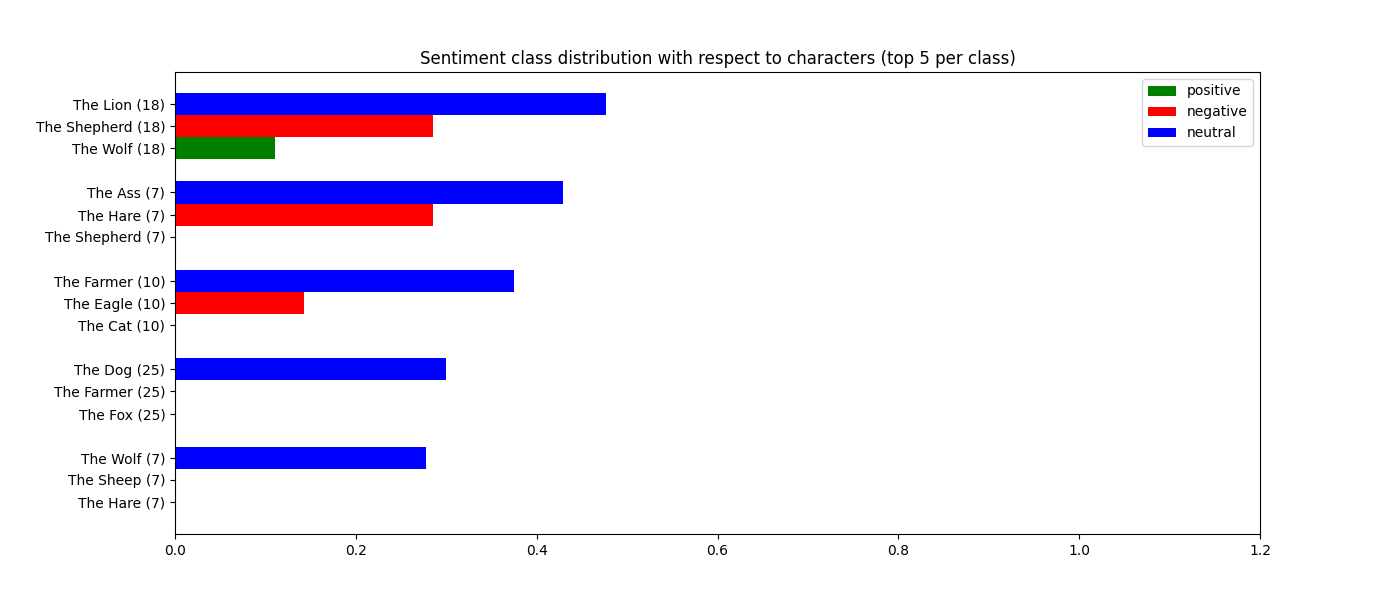 Sentiment class distribution with respect to characters (top 5 per class)
positive
negative
neutral
The Lion (18)
The Shepherd (18)
The Wolf (18)
The Ass (7)
The Hare (7)
The Shepherd (7)
The Farmer (10)
The Eagle (10)
The Cat (10)
The Dog (25)
The Farmer (25)
The Fox (25)
The Wolf (7)
The Sheep (7)
The Hare (7)
0.0 0.2 0.4 0.6 0.8 1.0 1.2